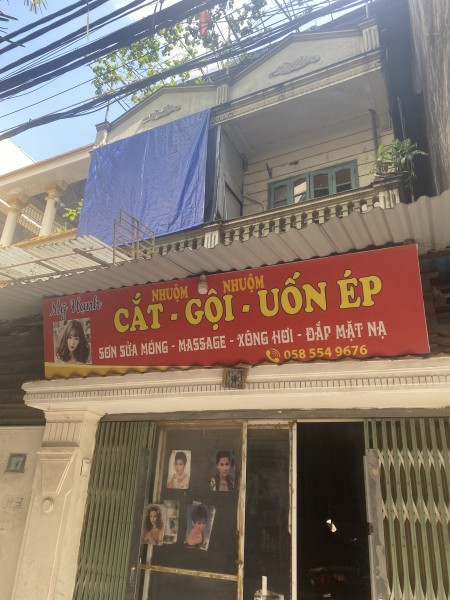 Mỹ Hạnh
NHUỘM NHUỘM
CẮT - GỘI - UỐN ÉP
SƠN SỬA MÓNG - MASSAGE - XÔNG HƠI - ĐẮP MẶT NẠ
058 554 9676
17